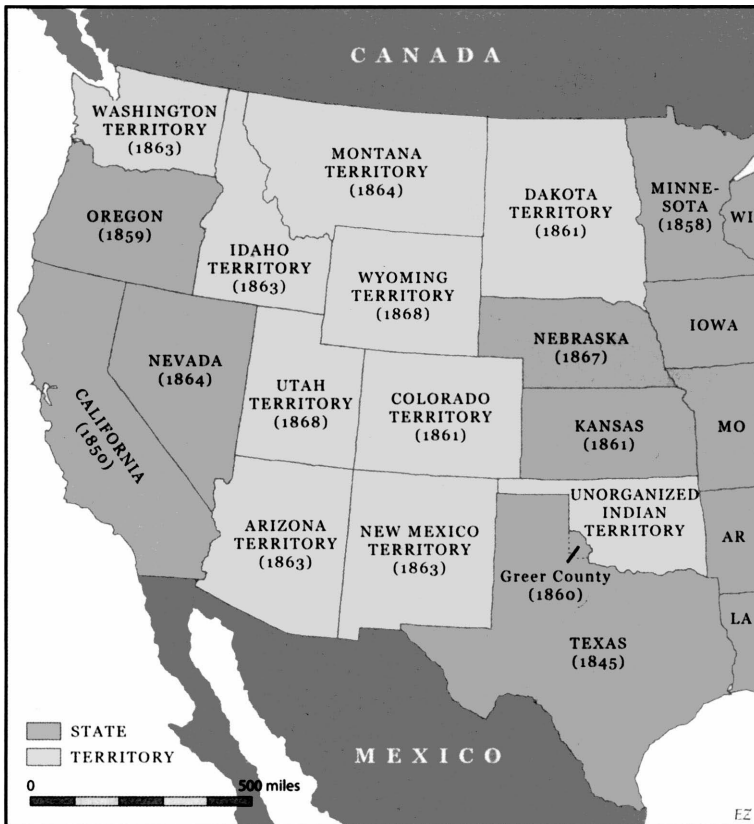 CANADA
WASHINGTON
TERRITORY
(1863)
MONTANA
TERRITORY
(1864)
DAKOTA
TERRITORY
(1861)
MINNE-
SOTA
(1858)
WI
OREGON
(1859)
IDAHO
TERRITORY
(1863)
WYOMING
TERRITORY
(1868)
IOWA
NEBRASKA
(1867)
NEVADA
(1864)
UTAH
TERRITORY
(1868)
COLORADO
TERRITORY
(1861)
KANSAS
(1861)
MO
CALIFORNIA
(1850)
UNORGANIZED
INDIAN
TERRITORY
ARIZONA
TERRITORY
(1863)
NEW MEXICO
TERRITORY
(1863)
AR
Greer County
(1860)
LA
TEXAS
(1845)
STATE
TERRITORY
MEXICO
0 500 miles
EZ